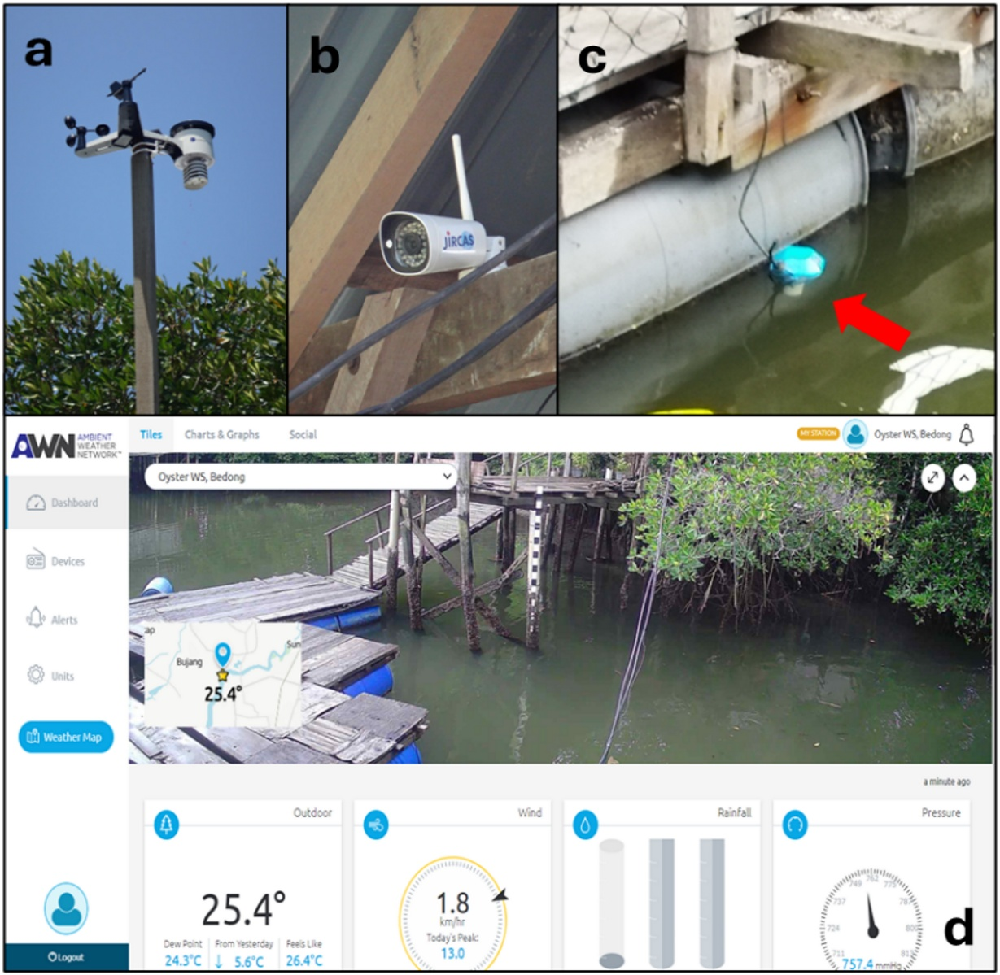 a
b
c
JIRCAS
AWN AMBIENT
WEATHER
NETWORK™
Tiles Charts & Graphs Social
MY STATION Oyster WS, Bedong
Oyster WS, Bedong
Dashboard
Devices
Alerts
Units
Weather Map
ap
Sun
Bujang
25.4°
a minute ago
Outdoor
25.4°
Dew Point From Yesterday Feels Like
24.3°C ↓ 5.6°C 26.4°C
Wind
1.8
km/hr
Today's Peak:
13.0
Rainfall
Pressure
711 724 737 749 762 775 787 800 813
757.4 mmHg
d
Logout